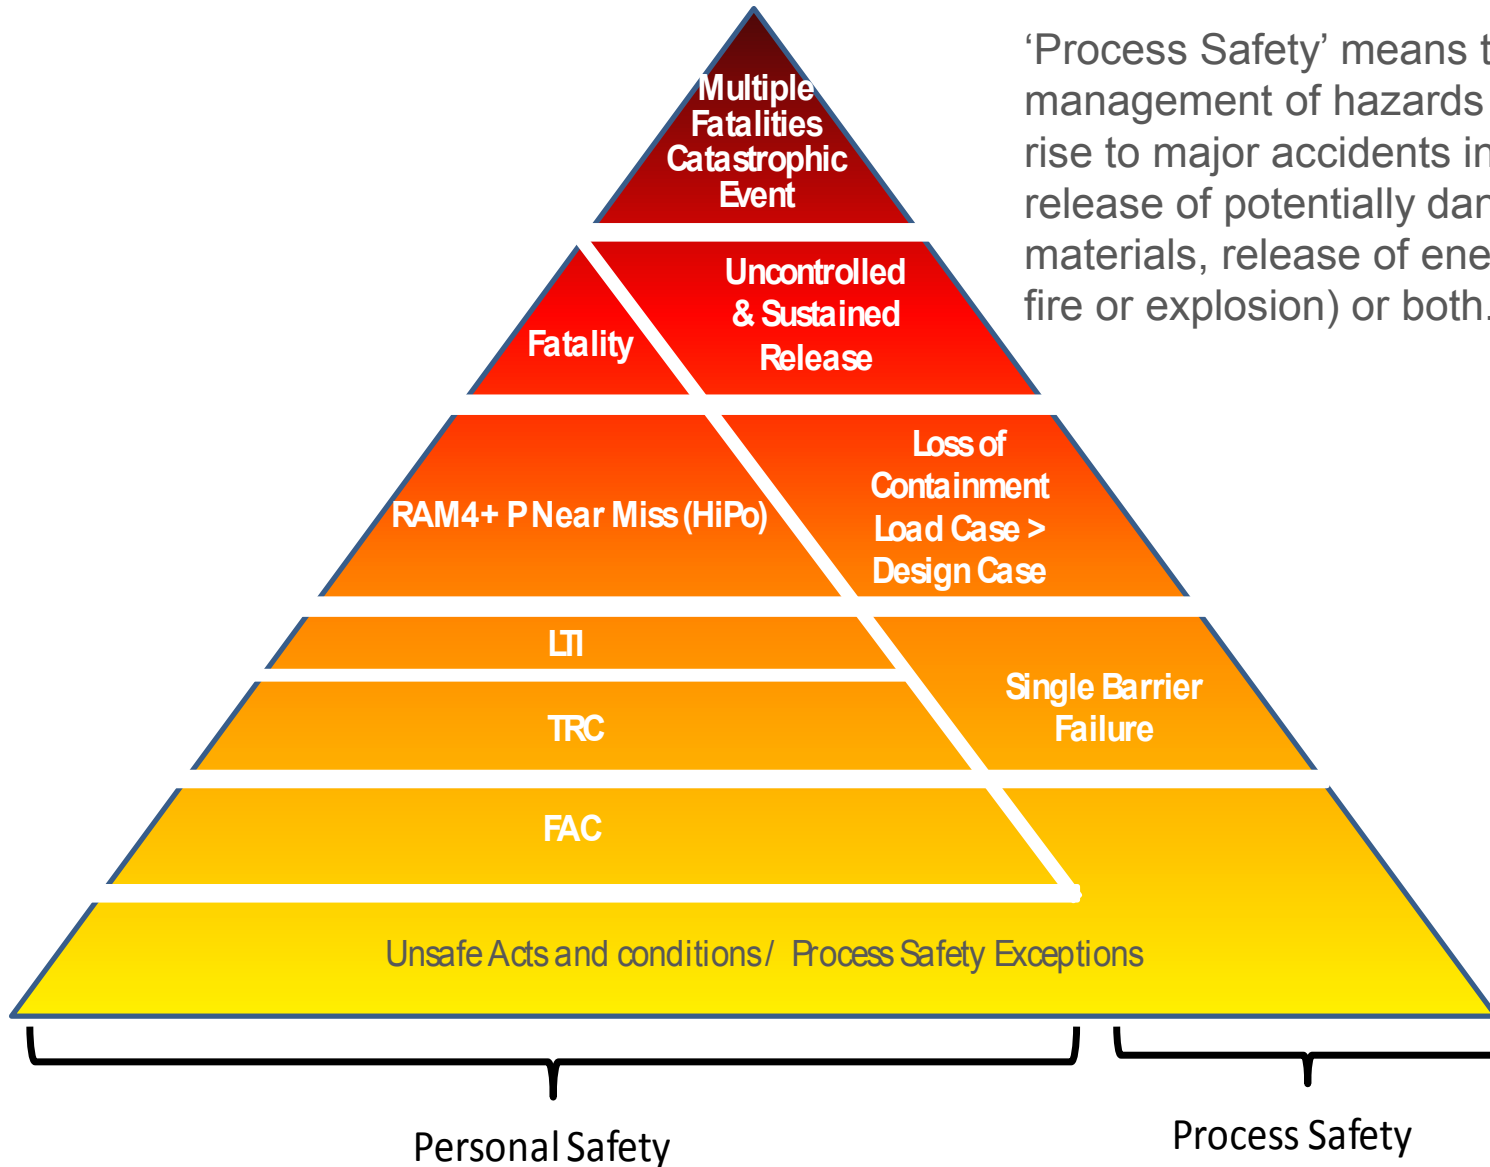 Multiple
Fatalities
Catastrophic
Event
‘Process Safety’ means
management of hazards
rise to major accidents
release of potentially
materials, release of
fire or explosion) or both.
Uncontrolled
& Sustained
Release
Fatality
Loss of
Containment
Load Case >
Design Case
RAM4+ P Near Miss (HiPo)
LTI
Single Barrier
Failure
TRC
FAC
Unsafe Acts and conditions / Process Safety Exceptions
Personal Safety
Process Safety